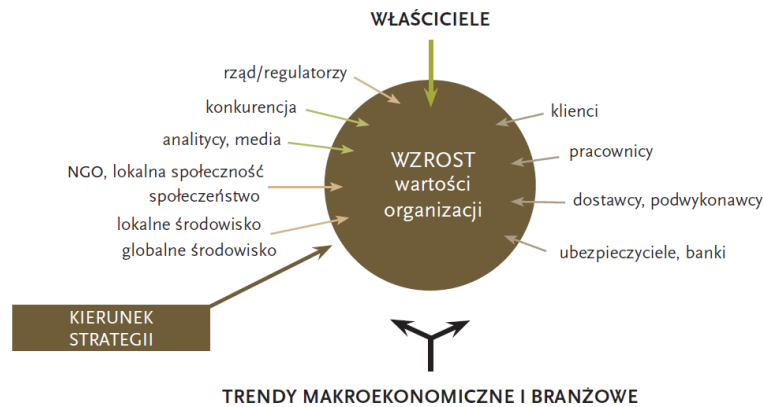 WŁAŚCICIELE
rząd/regulatorzy
konkurencja
analitycy, media
NGO, lokalna społeczność
społeczeństwo
lokalne środowisko
globalne środowisko
WZROST
wartości
organizacji
klienci
pracownicy
dostawcy, podwykonawcy
ubezpieczyciele, banki
KIERUNEK
STRATEGII
TRENDY MAKROEKONOMICZNE I BRANŻOWE